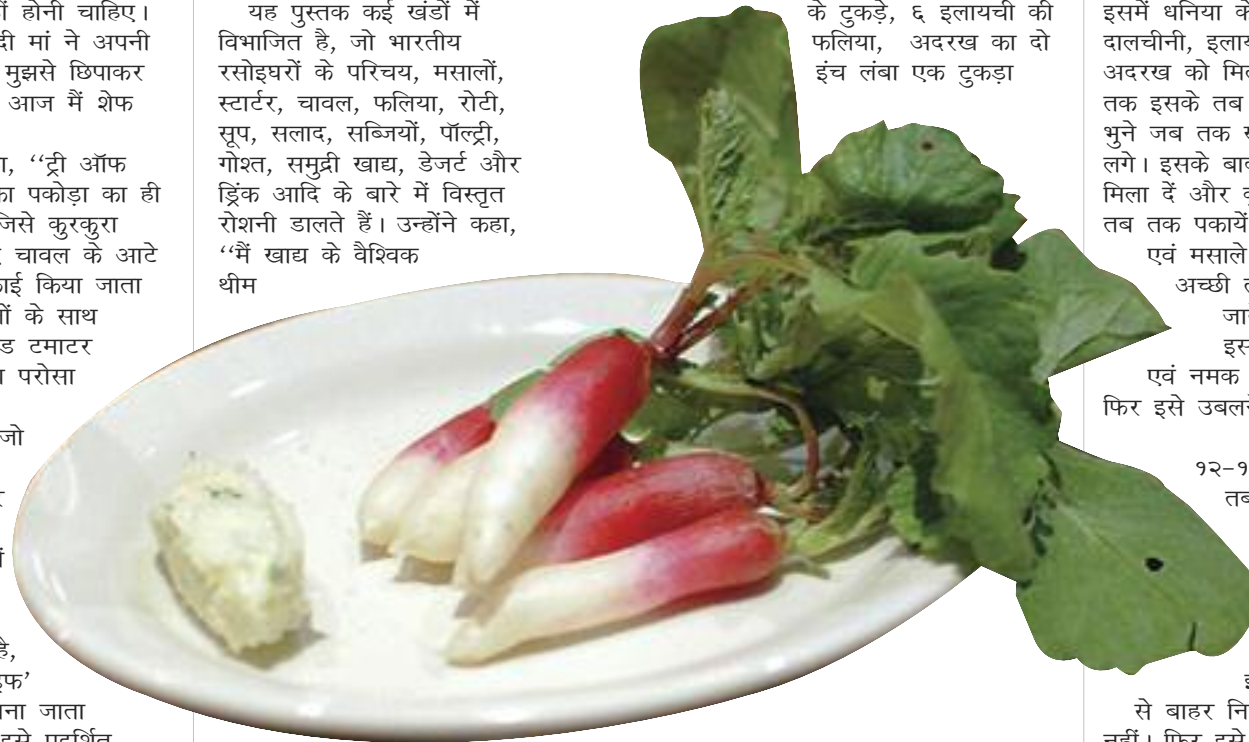 होनी चाहिए।
मां ने अपनी
मुझसे छिपाकर
आज मैं शेफ
‘‘ट्री ऑफ
पकोड़ा का ही
जिसे कुरकुरा
चावल के आटे
किया जाता
के साथ
टमाटर
परोसा
जो
है,
जाता
इसे प्रदर्शित
यह पुस्तक कई खंडों में
विभाजित है, जो भारतीय
रसोइघरों के परिचय, मसालों,
स्टार्टर, चावल, फलिया, रोटी,
सूप, सलाद, सब्जियों, पॉल्ट्री,
गोश्त, समुद्री खाद्य, डेजर्ट और
ड्रिंक आदि के बारे में विस्तृत
रोशनी डालते हैं। उन्होंने कहा,
‘‘मैं खाद्य के वैश्विक
थीम
के टुकड़े, ६ इलायची की
फलिया, अदरख का दो
इंच लंबा एक टुकड़ा
इसमें धनिया
दालचीनी,
अदरख को
तक इसके तब
भुने जब तक
लगे। इसके
मिला दें और
तब तक पकायें
एवं मसाले
अच्छी
एवं नमक
फिर इसे
से बाहर
नहीं। फिर इसे